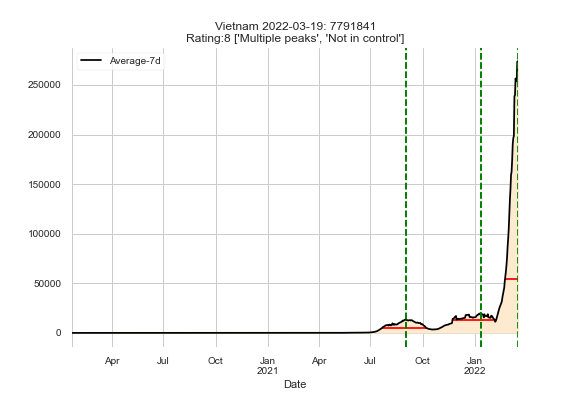 Vietnam 2022-03-19: 7791841
Rating:8 ['Multiple peaks', 'Not in control']
Average-7d
250000
200000
150000
100000
50000
0
Apr
Jul
Oct
Jan
2021
Apr
Jul
Oct
Jan
2022
Date